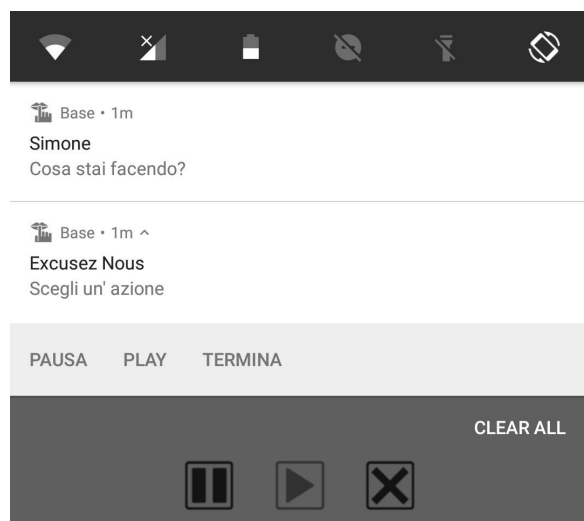 Base • 1m
Simone
Cosa stai facendo?
Base • 1m
Excusez Nous
Scegli un' azione
PAUSA PLAY TERMINA
CLEAR ALL